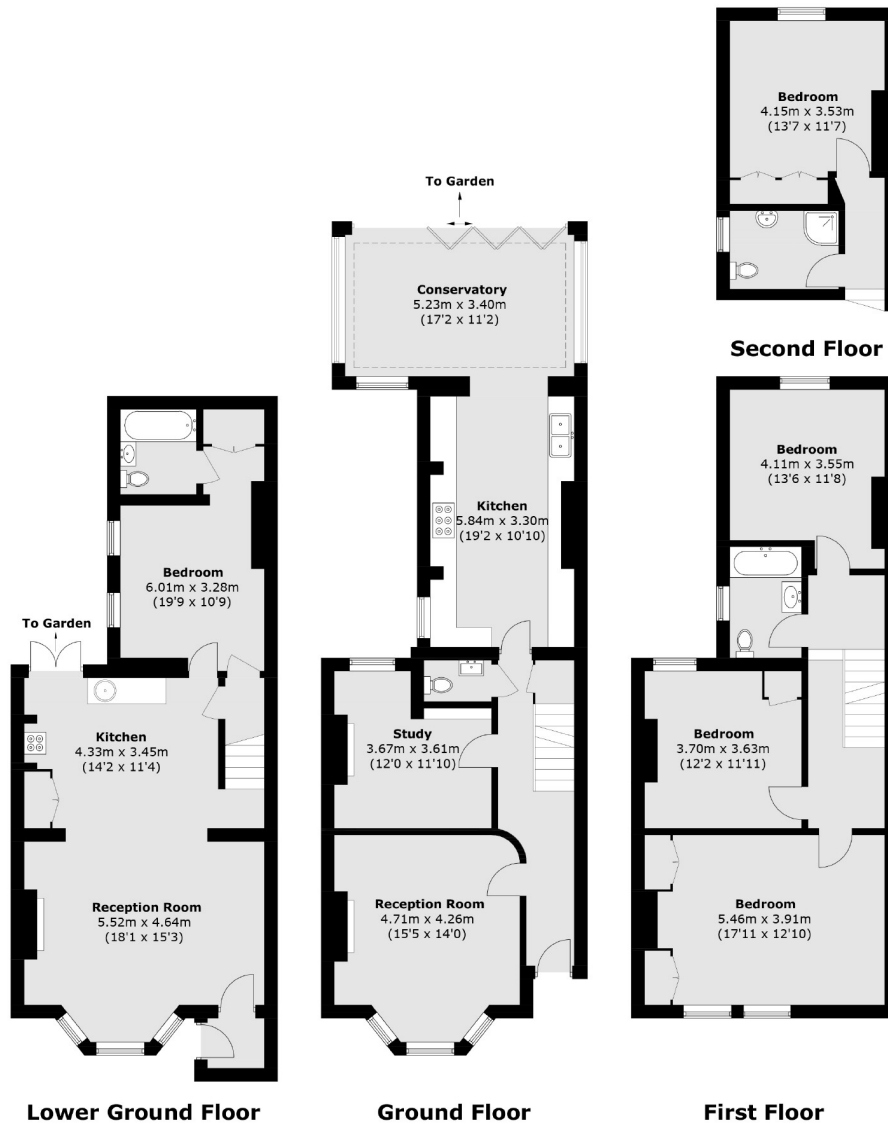 Bedroom
4.15m x 3.53m
(13'7 x 11'7)
Second Floor
To Garden
Conservatory
5.23m x 3.40m
(17'2 x 11'2)
Kitchen
5.84m x 3.30m
(19'2 x 10'10)
Study
3.67m x 3.61m
(12'0 x 11'10)
Reception Room
4.71m x 4.26m
(15'5 x 14'0)
Ground Floor
Bedroom
6.01m x 3.28m
(19'9 x 10'9)
To Garden
Kitchen
4.33m x 3.45m
(14'2 x 11'4)
Reception Room
5.52m x 4.64m
(18'1 x 15'3)
Lower Ground Floor
Bedroom
4.11m x 3.55m
(13'6 x 11'8)
Bedroom
3.70m x 3.63m
(12'2 x 11'11)
Bedroom
5.46m x 3.91m
(17'11 x 12'10)
First Floor